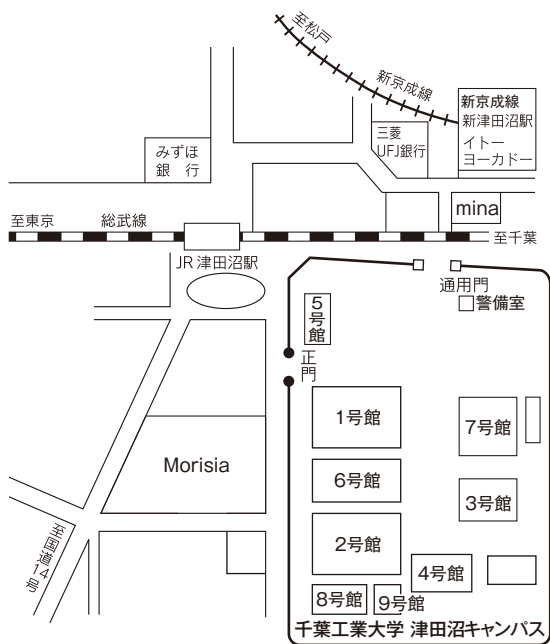 至松戸
新京成線
新京成線
新津田沼駅
イトー
ヨーカドー
三菱
UFJ銀行
みずほ
銀行
mina
至東京
総武線
至千葉
JR津田沼駅
通用門
警備室
5号館
正門
1号館
7号館
Morisia
6号館
3号館
2号館
4号館
至国道14号
8号館
9号館
千葉工業大学 津田沼キャンパス